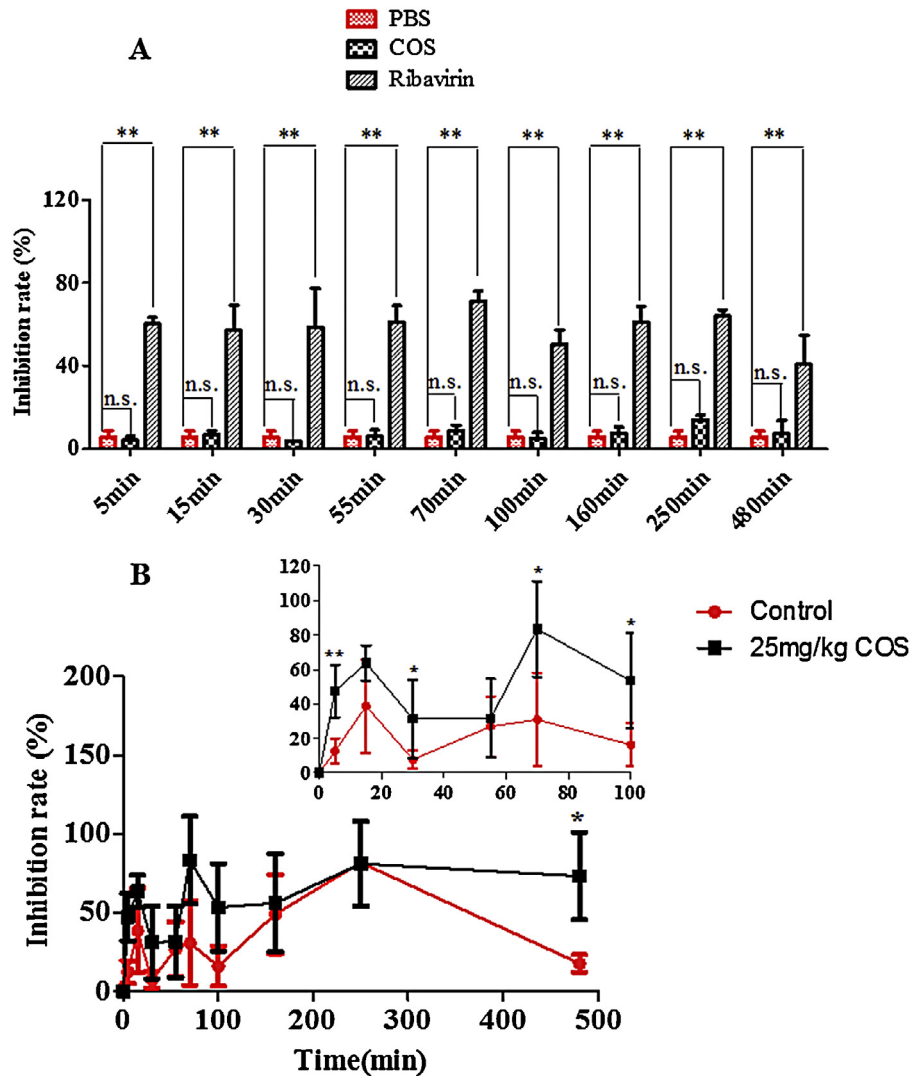 PBS
COS
Ribavirin
A
** ** ** ** ** ** ** ** **
Inhibition rate (%)
120
80
40
0
n.s. n.s. n.s. n.s. n.s. n.s. n.s. n.s. n.s.
5min 15min 30min 55min 70min 100min 160min 250min 480min
B
120
100
80
60
40
20
0
** * * *
0 20 40 60 80 100
Control
25mg/kg COS
Inhibition rate (%)
200
150
100
50
0
*
0 100 200 300 400 500
Time(min)